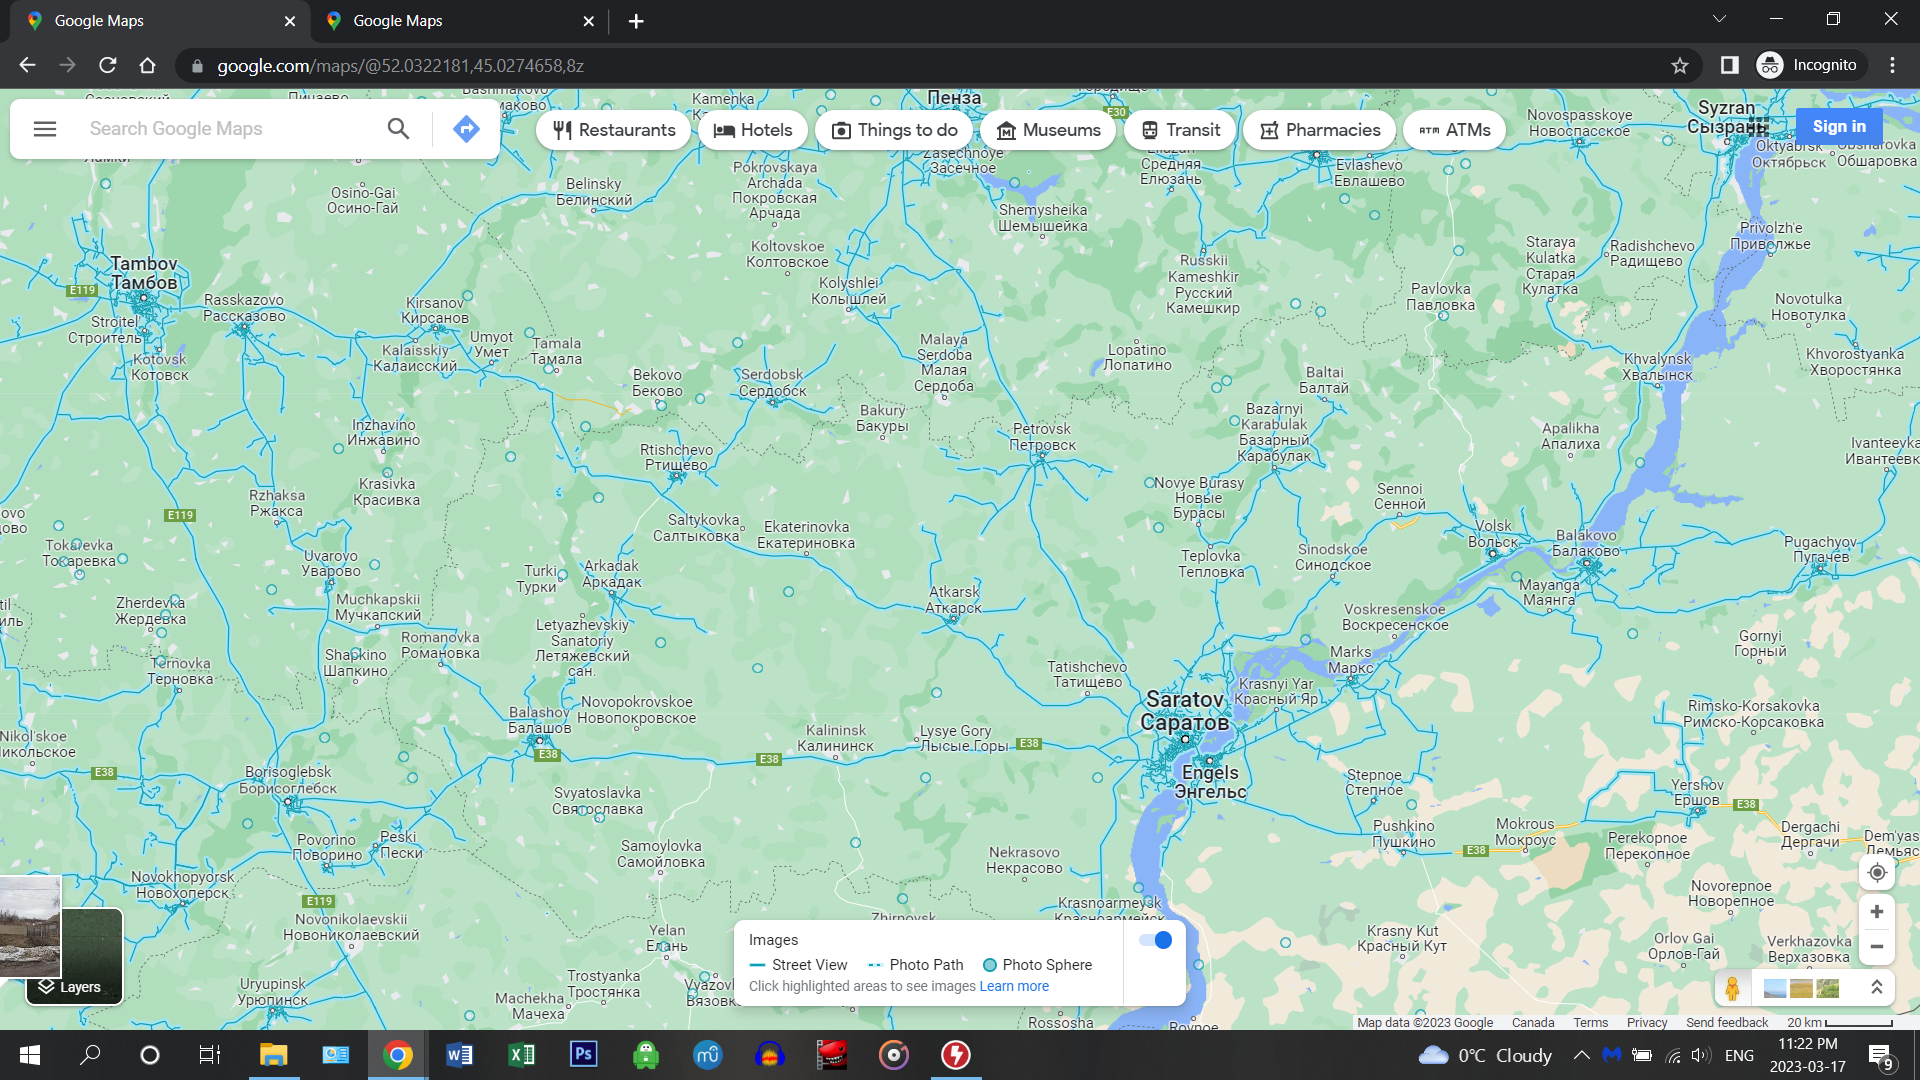 Google Maps
Google Maps
google.com/maps/@52.0322181,45.0274658,8z
Incognito
Search Google Maps
Restaurants
Hotels
Things to do
Museums
Transit
Pharmacies
ATMs
Sign in
Kamenka
Пенза
E30
Novospasskoye
Новоспасское
Syzran
Сызрань
Oktyabrsk
Октябрьск
Обшаровка
Zasechnoye
Засечное
Средняя
Елюзань
Evlashevo
Евлашево
Osino-Gai
Осино-Гай
Belinsky
Белинский
Pokrovskaya
Archada
Покровская
Арчада
Shemysheika
Шемышейка
Koltovskoe
Колтовское
Privolzh'e
Приволжье
Staraya
Kulatka
Старая
Кулатка
Radishchevo
Радищево
Tambov
Тамбов
E119
Rasskazovo
Рассказово
Kirsanov
Кирсанов
Kolyshlei
Колышлей
Russkii
Kameshkir
Русский
Камешкир
Pavlovka
Павловка
Novotulka
Новотулка
Stroitel
Строитель
Kotovsk
Котовск
Kalaisskiy
Калаисский
Umyot
Умет
Tamala
Тамала
Malaya
Serdoba
Малая
Сердоба
Lopatino
Лопатино
Khvalynsk
Хвалынск
Khvorostyanka
Хворостянка
Bekovo
Беково
Serdobsk
Сердобск
Baltai
Балтай
Bakury
Бакуры
Bazarnyi
Karabulak
Базарный
Карабулак
Inzhavino
Инжавино
Petrovsk
Петровск
Apalikha
Апалиха
Ivanteevk
Ивантеевк
Rtishchevo
Ртищево
Krasivka
Красивка
Rzhaksa
Ржакса
E119
Novye Burasy
Новые
Бурасы
Sennoi
Сенной
Saltykovka
Салтыковка
Ekaterinovka
Екатериновка
Volsk
Вольск
Balakovo
Балаково
Pugachyov
Пугачёв
Tokarevka
Токаревка
Uvarovo
Уварово
Turki
Турки
Arkadak
Аркадак
Teplovka
Тепловка
Sinodskoe
Синодское
Mayanga
Маянга
Zherdevka
Жердевка
Muchkapskii
Мучкапский
Atkarsk
Аткарск
Voskresenskoe
Воскресенское
Letyazhevskiy
Sanatoriy
Летяжевский
сан.
Romanovka
Романовка
Gornyi
Горный
Shapkino
Шапкино
Ternovka
Терновка
Tatishchevo
Татищево
Marks
Маркс
Krasnyi Yar
Красный Яр
Saratov
Саратов
Novopokrovskoe
Новопокровское
Balashov
Балашов
E38
Rimsko-Korsakovka
Римско-Корсаковка
Kalininsk
Калининск
Lysye Gory
Лысые Горы
E38
E38
Nikol'skoe
E38
Borisoglebsk
Борисоглебск
Engels
Энгельс
Stepnoe
Степное
Svyatoslavka
Святославка
Yershov
Ершов
E38
Povorino
Поворино
Peski
Пески
Samoylovka
Самойловка
Nekrasovo
Некрасово
Pushkino
Пушкино
E38
Mokrous
Мокроус
Perekopnoe
Перекопное
Dergachi
Дергачи
Dem'yas
Демьяс
Novokhopyorsk
Новохоперск
E119
Novonikolaevskii
Новониколаевский
Zhirnovsk
Krasnoarmeysk
Красноармейск
Novorepnoe
Новорепное
Yelan
Елань
Krasny Kut
Красный Кут
Orlov Gai
Орлов-Гай
Verkhazovka
Верхазовка
Uryupinsk
Урюпинск
Trostyanka
Тростянка
Machekha
Мачеха
Rossosha
Rovnoe
Images
Street View
Photo Path
Photo Sphere
Click highlighted areas to see images Learn more
Layers
Map data ©2023 Google
Canada
Terms
Privacy
Send feedback
20 km
0°C Cloudy
ENG
11:22 PM
2023-03-17
9